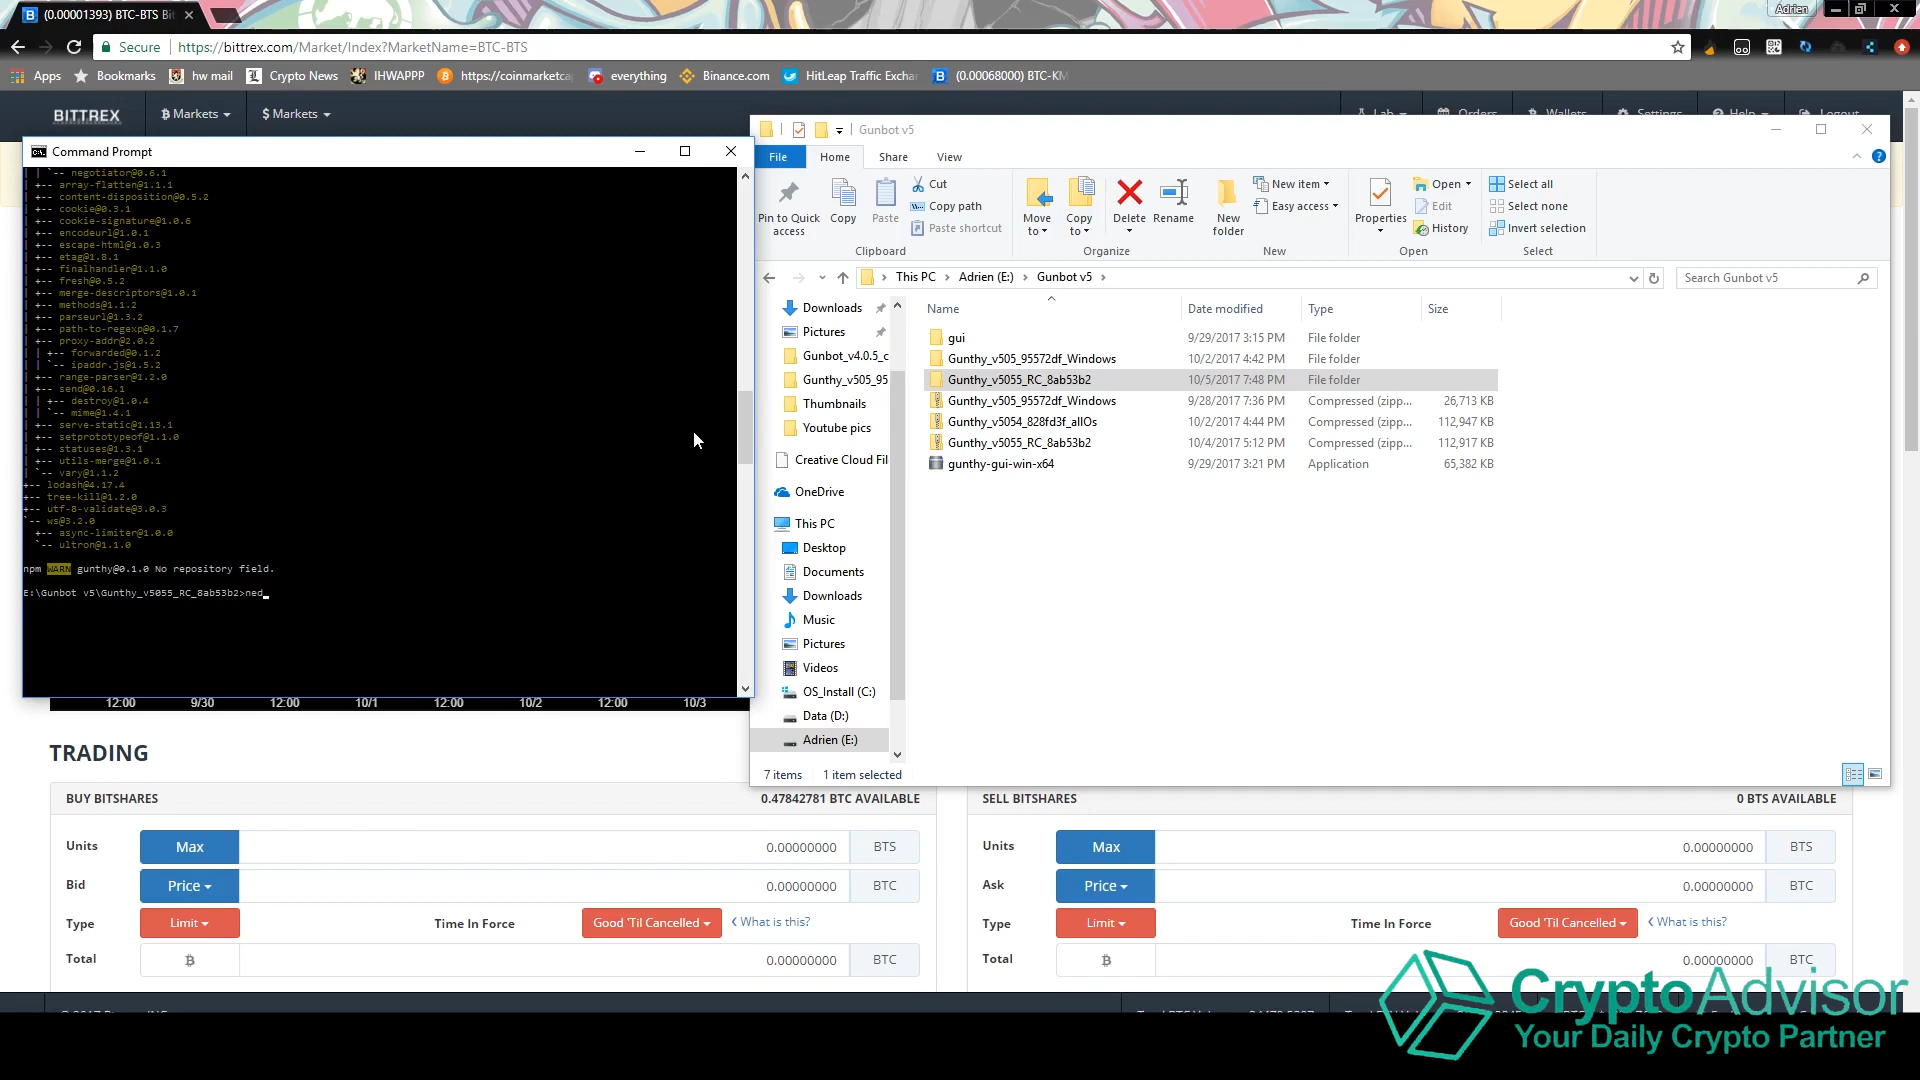 (0.00001393) BTC-BTS Bi
Adrien
Secure
https://bittrex.com/Market/Index?MarketName=BTC-BTS
Apps
Bookmarks
hw mail
Crypto News
IHWAPPP
https://coinmarketca
everything
Binance.com
HitLeap Traffic Exchar
(0.00068000) BTC-KM
BITTREX
Markets
$ Markets
Lab
Orders
Wallets
Settings
Help
Logout
Command Prompt
| | `-- negotiator@0.6.1
| +-- array-flatten@1.1.1
| +-- content-disposition@0.5.2
| +-- cookie@0.3.1
| +-- cookie-signature@1.0.6
| +-- encodeurl@1.0.1
| +-- escape-html@1.0.3
| +-- etag@1.8.1
| +-- finalhandler@1.1.0
| +-- fresh@0.5.2
| +-- merge-descriptors@1.0.1
| +-- methods@1.1.2
| +-- parseurl@1.3.2
| +-- path-to-regexp@0.1.7
| +-- proxy-addr@2.0.2
| | +-- forwarded@0.1.2
| | `-- ipaddr.js@1.5.2
| +-- range-parser@1.2.0
| +-- send@0.16.1
| | +-- destroy@1.0.4
| | `-- mime@1.4.1
| +-- serve-static@1.13.1
| +-- setprototypeof@1.1.0
| +-- statuses@1.3.1
| +-- utils-merge@1.0.1
| `-- vary@1.1.2
+-- lodash@4.17.4
+-- tree-kill@1.2.0
+-- utf-8-validate@3.0.3
`-- ws@3.2.0
+-- async-limiter@1.0.0
`-- ultron@1.1.0
npm WARN gunthy@0.1.0 No repository field.
E:\Gunbot v5\Gunthy_v5055_RC_8ab53b2>ned_
Gunbot v5
File
Home
Share
View
Pin to Quick access
Copy
Paste
Cut
Copy path
Paste shortcut
Clipboard
Move to
Copy to
Delete
Rename
Organize
New folder
New item
Easy access
New
Properties
Open
Edit
History
Open
Select all
Select none
Invert selection
Select
This PC
Adrien (E:)
Gunbot v5
Search Gunbot v5
Downloads
Pictures
Gunbot_v4.0.5_c
Gunthy_v505_95
Thumbnails
Youtube pics
Creative Cloud Fil
OneDrive
This PC
Desktop
Documents
Downloads
Music
Pictures
Videos
OS_Install (C:)
Data (D:)
Adrien (E:)
Name Date modified Type Size
gui 9/29/2017 3:15 PM File folder
Gunthy_v505_95572df_Windows 10/2/2017 4:42 PM File folder
Gunthy_v5055_RC_8ab53b2 10/5/2017 7:48 PM File folder
Gunthy_v505_95572df_Windows 9/28/2017 7:36 PM Compressed (zipp... 26,713 KB
Gunthy_v5054_828fd3f_allOs 10/2/2017 4:44 PM Compressed (zipp... 112,947 KB
Gunthy_v5055_RC_8ab53b2 10/4/2017 5:12 PM Compressed (zipp... 112,917 KB
gunthy-gui-win-x64 9/29/2017 3:21 PM Application 65,382 KB
7 items
1 item selected
12:00 9/30 12:00 10/1 12:00 10/2 12:00 10/3
TRADING
BUY BITSHARES
0.47842781 BTC AVAILABLE
Units Max 0.00000000 BTS
Bid Price 0.00000000 BTC
Type Limit Time In Force Good 'Til Cancelled What is this?
Total 0.00000000 BTC
SELL BITSHARES
0 BTS AVAILABLE
Units Max 0.00000000 BTS
Ask Price 0.00000000 BTC
Type Limit Time In Force Good 'Til Cancelled What is this?
Total 0.00000000 BTC
CryptoAdvisor
Your Daily Crypto Partner